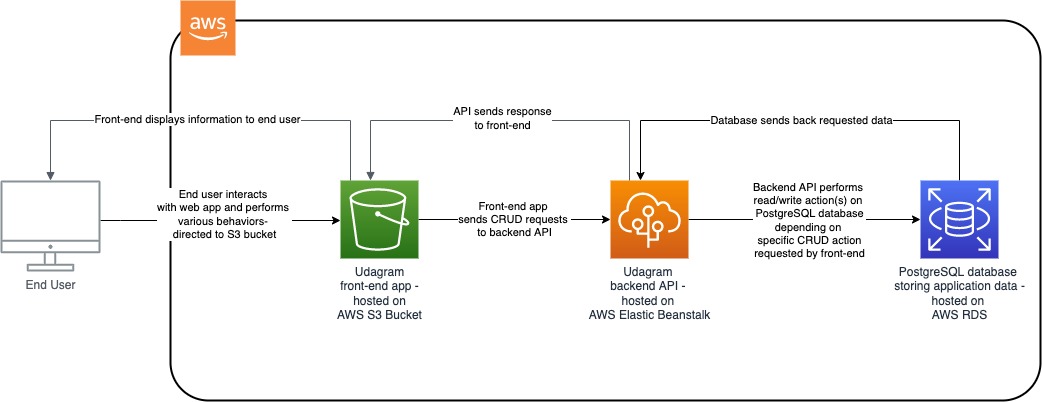 aws
Front-end displays information to end user
API sends response
to front-end
Database sends back requested data
End user interacts
with web app and performs
various behaviors-
directed to S3 bucket
Front-end app
sends CRUD requests
to backend API
Backend API performs
read/write action(s) on
PostgreSQL database
depending on
specific CRUD action
requested by front-end
End User
Udagram
front-end app -
hosted on
AWS S3 Bucket
Udagram
backend API -
hosted on
AWS Elastic Beanstalk
PostgreSQL database
storing application data -
hosted on
AWS RDS